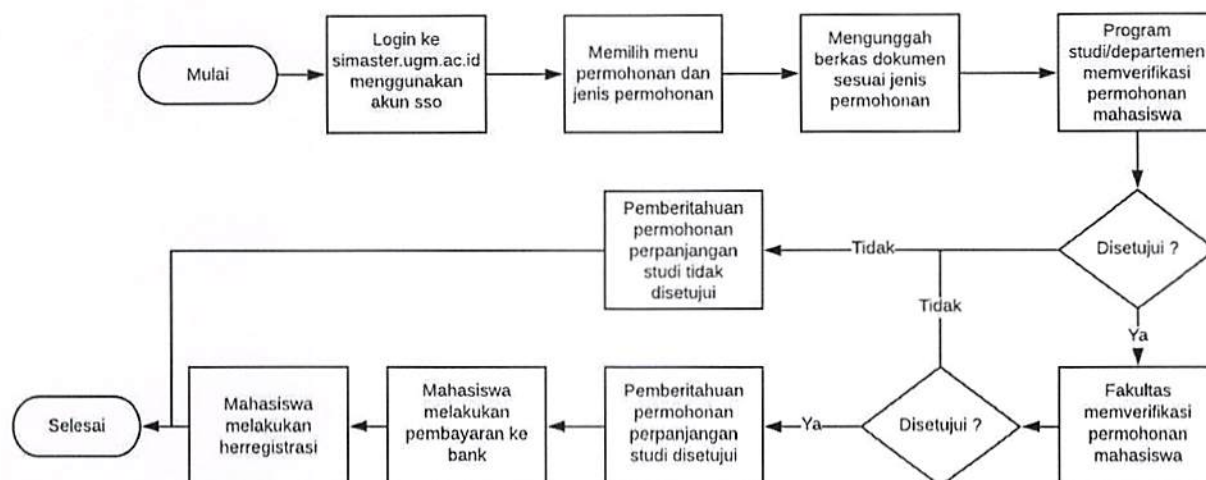 Mulai
Login ke
simaster.ugm.ac.id
menggunakan
akun sso
Memilih menu
permohonan dan
jenis permohonan
Mengunggah
berkas dokumen
sesuai jenis
permohonan
Program
studi/departemen
memverifikasi
permohonan
mahasiswa
Disetujui ?
Tidak
Pemberitahuan
permohonan
perpanjangan
studi tidak
disetujui
Ya
Fakultas
memverifikasi
permohonan
mahasiswa
Disetujui ?
Tidak
Ya
Pemberitahuan
permohonan
perpanjangan
studi disetujui
Mahasiswa
melakukan
pembayaran ke
bank
Mahasiswa
melakukan
herregistrasi
Selesai